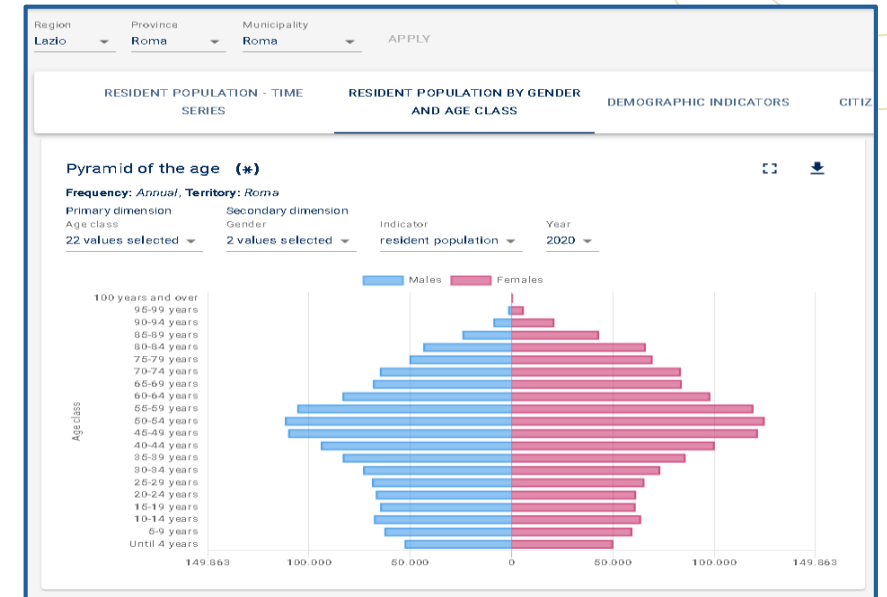 Region Province Municipality
Lazio Roma Roma APPLY
RESIDENT POPULATION - TIME SERIES
RESIDENT POPULATION BY GENDER AND AGE CLASS
DEMOGRAPHIC INDICATORS
CITIZ
Pyramid of the age (*)
Frequency: Annual, Territory: Roma
Primary dimension Secondary dimension
Age class Gender Indicator Year
22 values selected 2 values selected resident population 2020
Males Females
100 years and over
95-99 years
90-94 years
85-89 years
80-84 years
75-79 years
70-74 years
65-69 years
60-64 years
55-59 years
50-54 years
45-49 years
40-44 years
35-39 years
30-34 years
25-29 years
20-24 years
15-19 years
10-14 years
5-9 years
Until 4 years
Age class
149.863 100.000 50.000 0 50.000 100.000 149.863